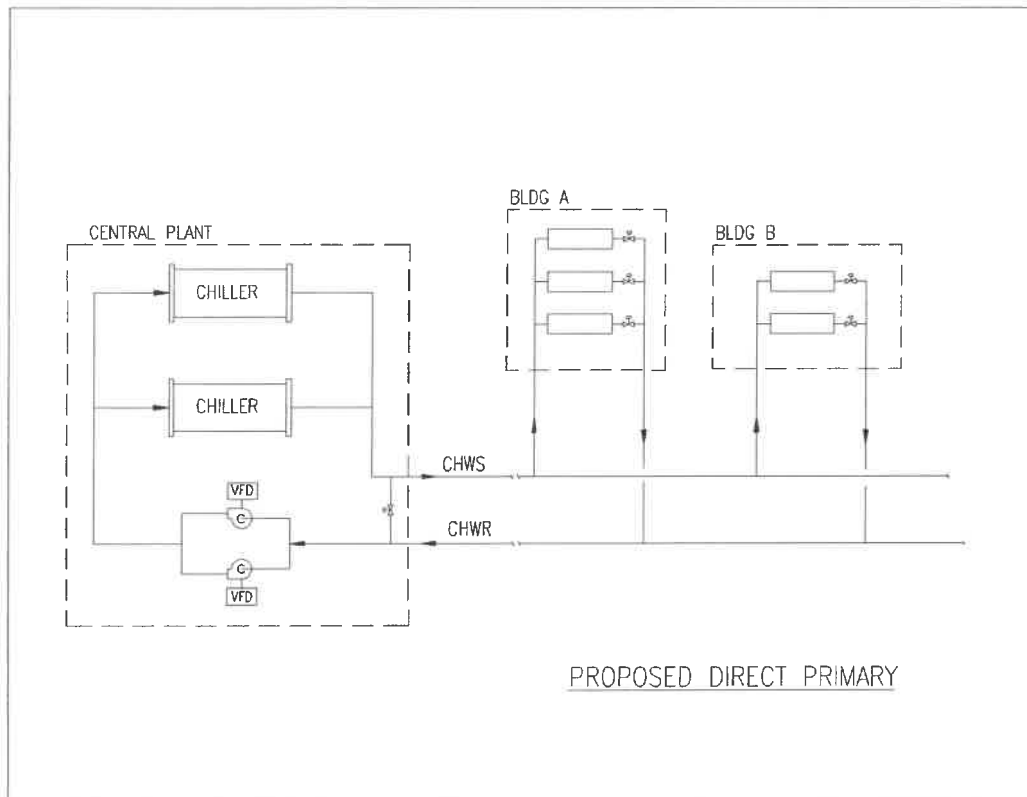 BLDG A
CENTRAL PLANT
BLDG B
CHILLER
CHILLER
CHWS
VFD
C
CHWR
C
VFD
PROPOSED DIRECT PRIMARY